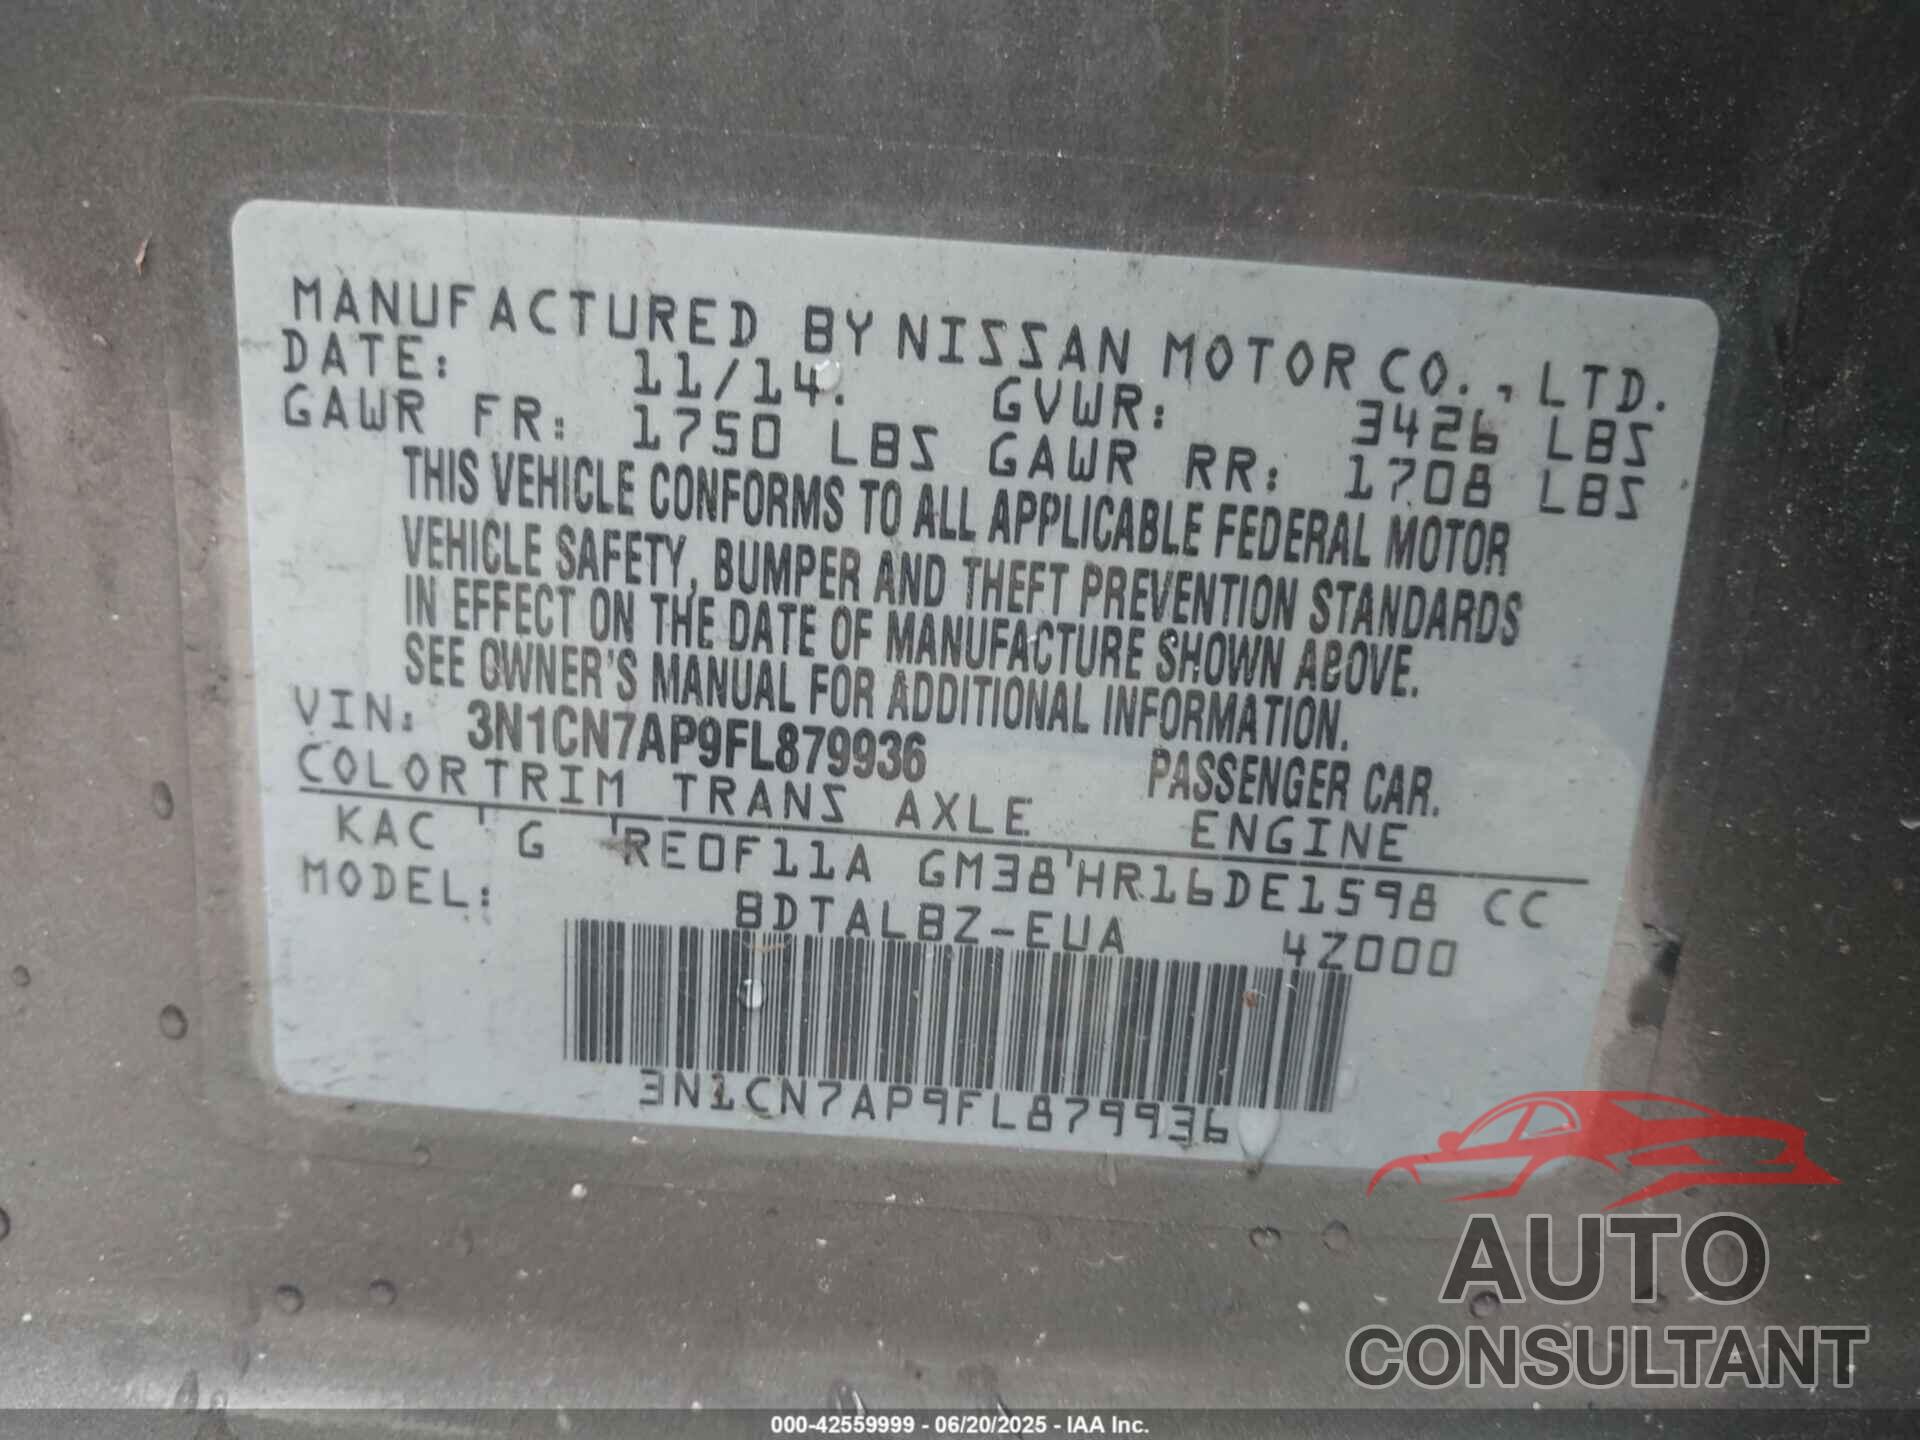 MANUFACTURED BY NISSAN MOTOR CO., LTD.
DATE: 11/14. GVWR: 3426 LBS
GAWR FR: 1750 LBS GAWR RR: 1708 LBS
THIS VEHICLE CONFORMS TO ALL APPLICABLE FEDERAL MOTOR
VEHICLE SAFETY, BUMPER AND THEFT PREVENTION STANDARDS
IN EFFECT ON THE DATE OF MANUFACTURE SHOWN ABOVE.
SEE OWNER'S MANUAL FOR ADDITIONAL INFORMATION.
VIN: 3N1CN7AP9FL879936 PASSENGER CAR.
COLOR TRIM TRANS AXLE ENGINE
KAC G RE0F11A GM38 HR16DE1598 CC
MODEL: BDTALBZ-EUA 4Z000
3N1CN7AP9FL879936
AUTO
CONSULTANT
000-42559999 - 06/20/2025 - IAA Inc.